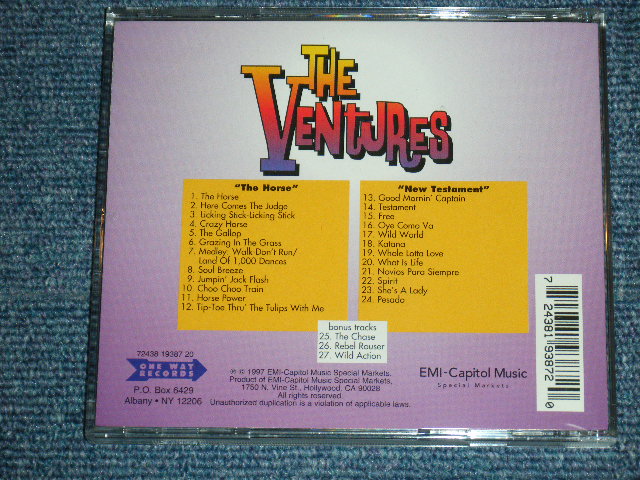 THE
VENTURES
"The Horse"
1. The Horse
2. Here Comes The Judge
3. Licking Stick-Licking Stick
4. Crazy Horse
5. The Gallop
6. Grazing In The Grass
7. Medley: Walk-Don't Run/
Land Of 1,000 Dances
8. Soul Breeze
9. Jumpin' Jack Flash
10. Choo Choo Train
11. Horse Power
12. Tip-Toe Thru' The Tulips With Me
"New Testament"
13. Good Mornin' Captain
14. Testament
15. Free
16. Oye Como Va
17. Wild World
18. Katana
19. Whole Lotta Love
20. What Is Life
21. Novios Para Siempre
22. Spirit
23. She's A Lady
24. Pesado
bonus tracks
25. The Chase
26. Rebel Rouser
27. Wild Action
72438 19387 20
ONE WAY
RECORDS
P.O. Box 6429
Albany • NY 12206
℗ © 1997 EMI-Capitol Music Special Markets.
Product of EMI-Capitol Music Special Markets,
1750 N. Vine St., Hollywood, CA 90028
All rights reserved.
Unauthorized duplication is a violation of applicable laws.
EMI-Capitol Music
Special Markets
7 24381 93872 0